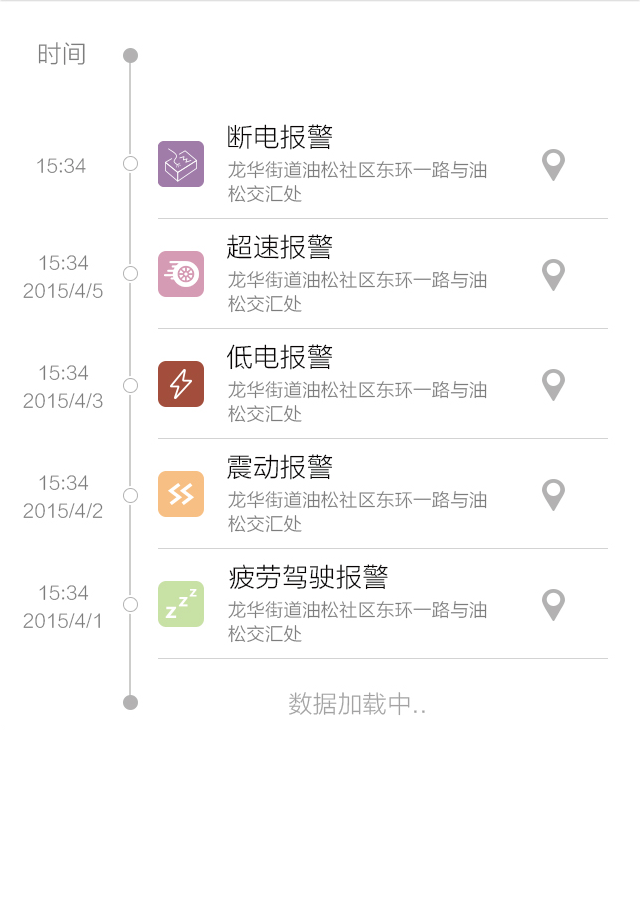 时间
15:34
断电报警
龙华街道油松社区东环一路与油
松交汇处
15:34
2015/4/5
超速报警
龙华街道油松社区东环一路与油
松交汇处
15:34
2015/4/3
低电报警
龙华街道油松社区东环一路与油
松交汇处
15:34
2015/4/2
震动报警
龙华街道油松社区东环一路与油
松交汇处
15:34
2015/4/1
zzz
疲劳驾驶报警
龙华街道油松社区东环一路与油
松交汇处
数据加载中..